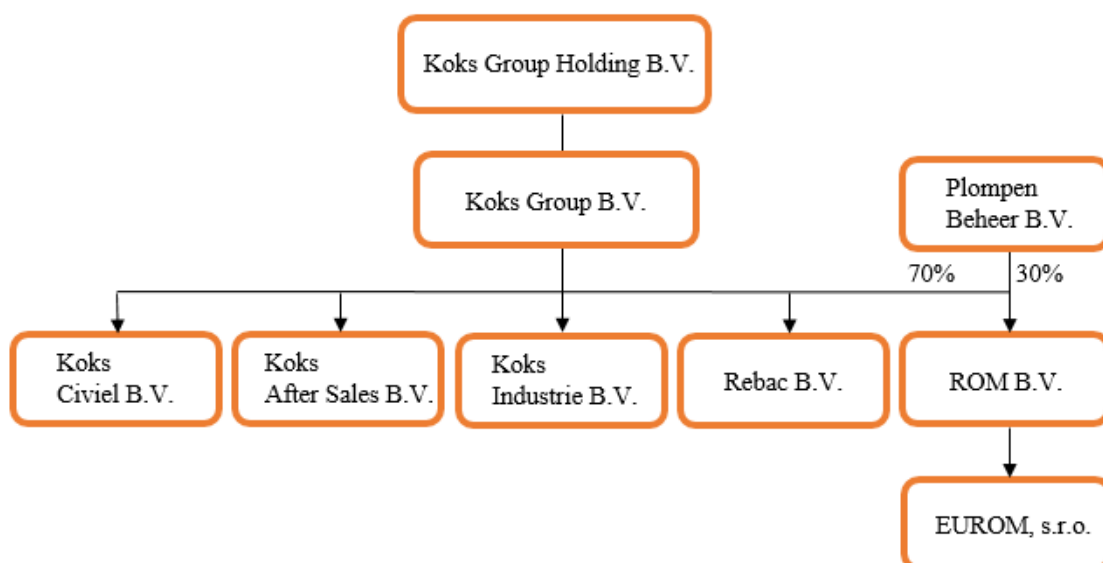 Koks Group Holding B.V.
Koks Group B.V.
Plompen
Beheer B.V.
70%
30%
Koks
Civiel B.V.
Koks
After Sales B.V.
Koks
Industrie B.V.
Rebac B.V.
ROM B.V.
EUROM, s.r.o.